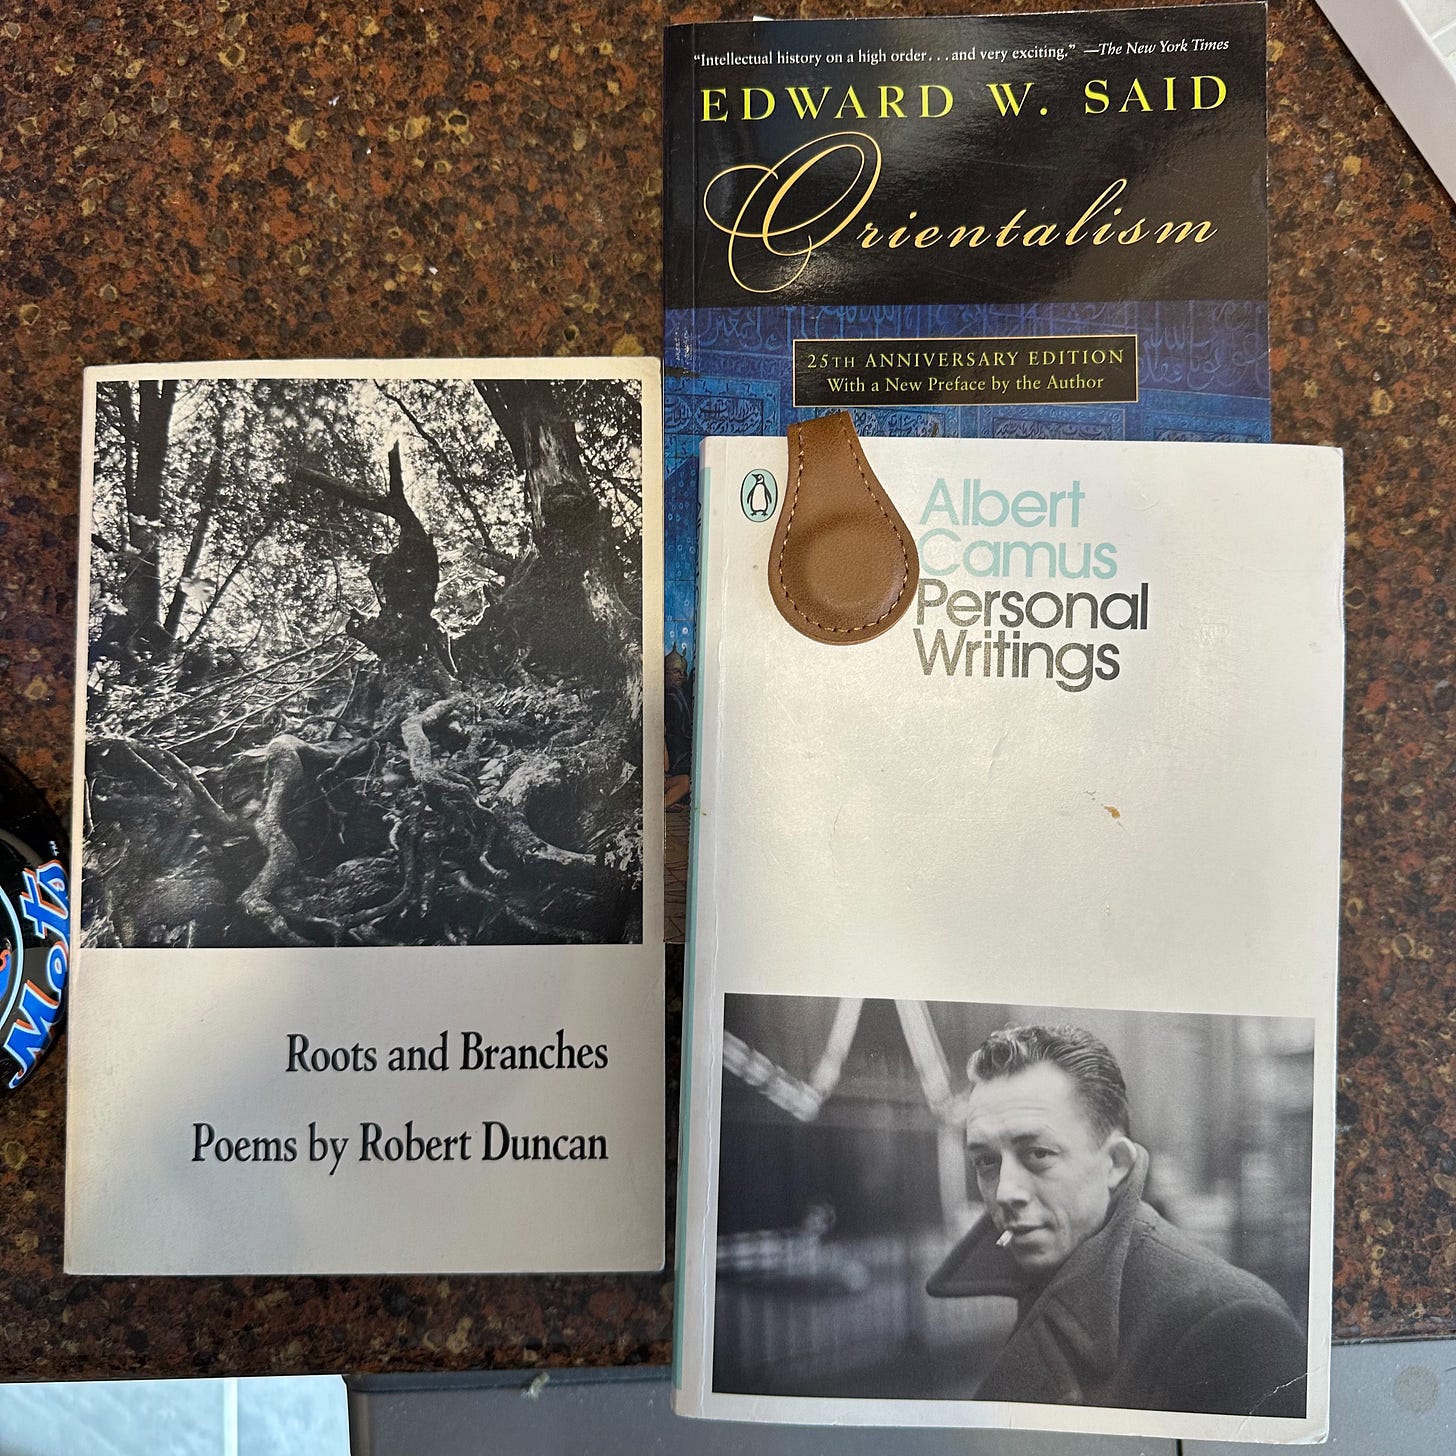 "Intellectual history on a high order...and very exciting." —The New York Times
EDWARD W. SAID
Orientalism
25TH ANNIVERSARY EDITION
With a New Preface by the Author
Albert
Camus
Personal
Writings
Roots and Branches
Poems by Robert Duncan
Mets